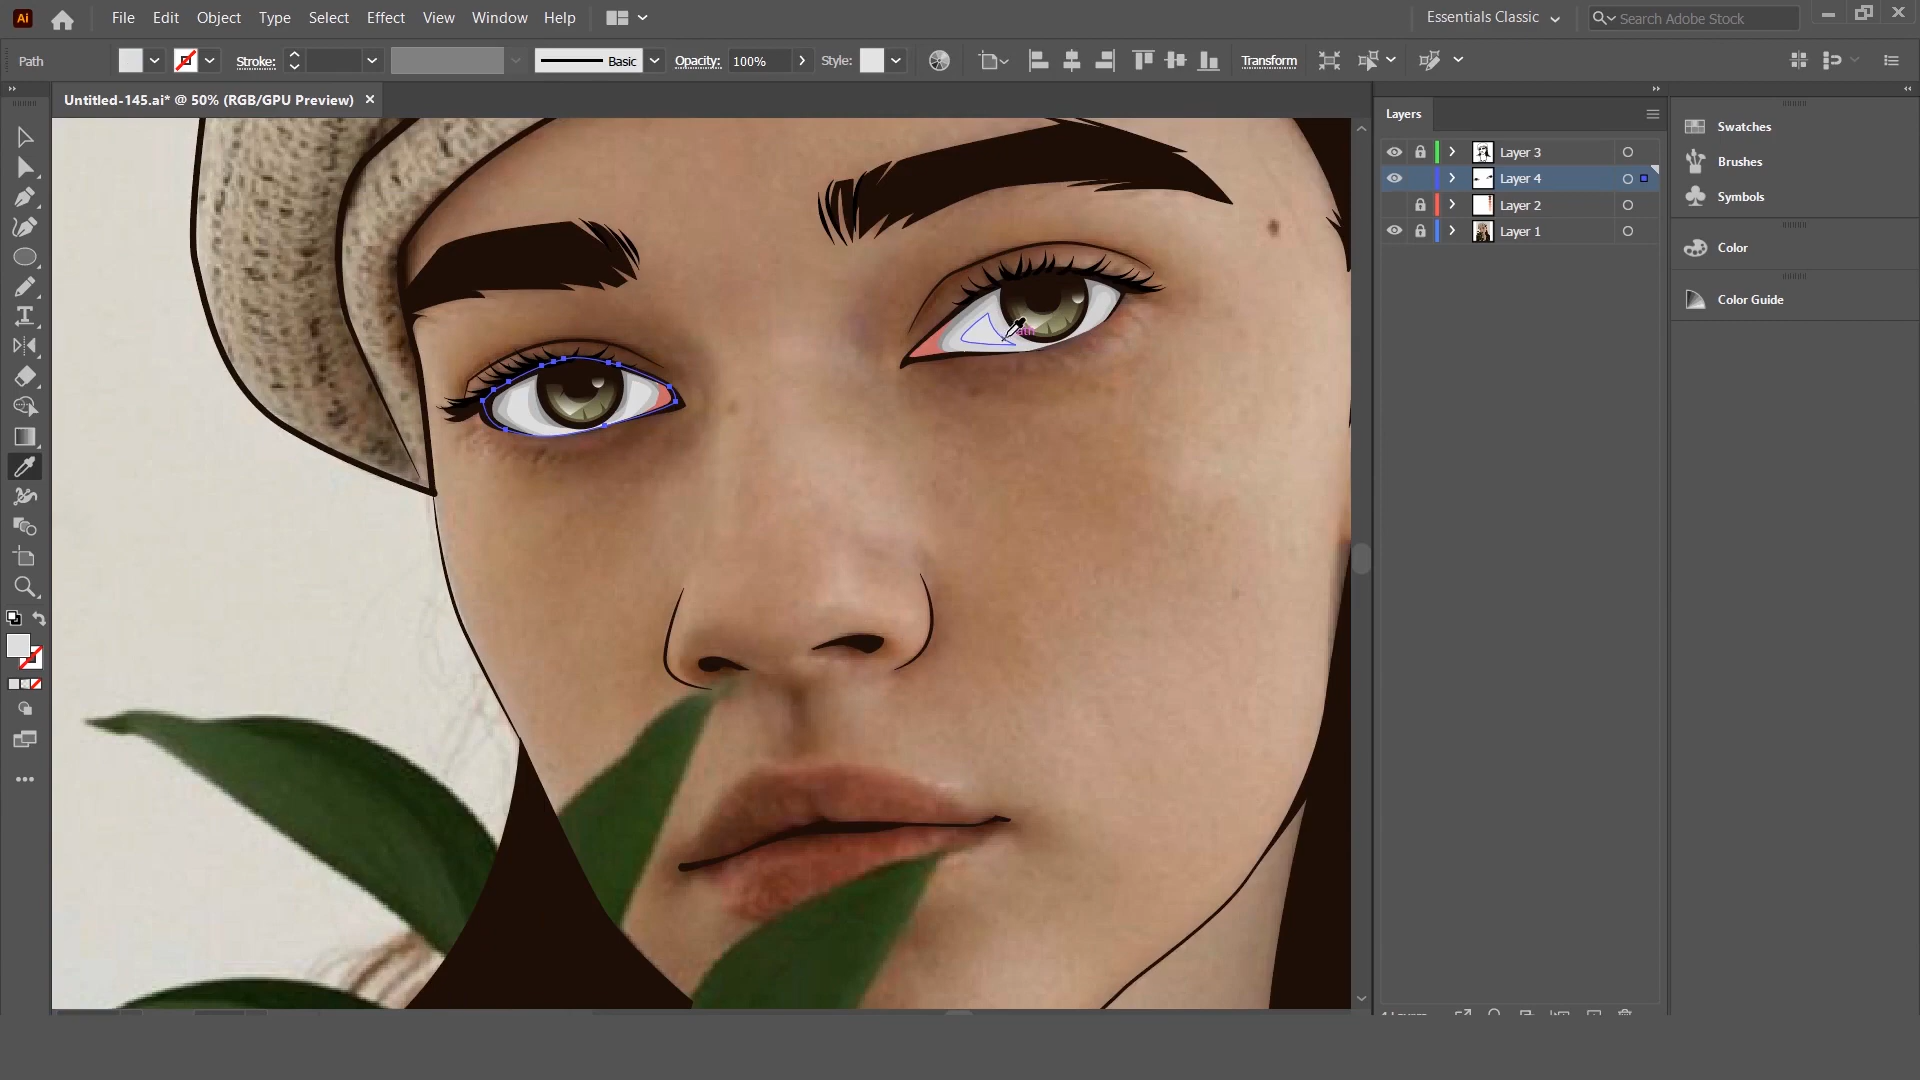 Ai File Edit Object Type Select Effect View Window Help Essentials Classic Search Adobe Stock
Path Stroke: Basic Opacity: 100% Style: Transform
Untitled-145.ai* @ 50% (RGB/GPU Preview)
Layers
Layer 3
Layer 4
Layer 2
Layer 1
Swatches
Brushes
Symbols
Color
Color Guide